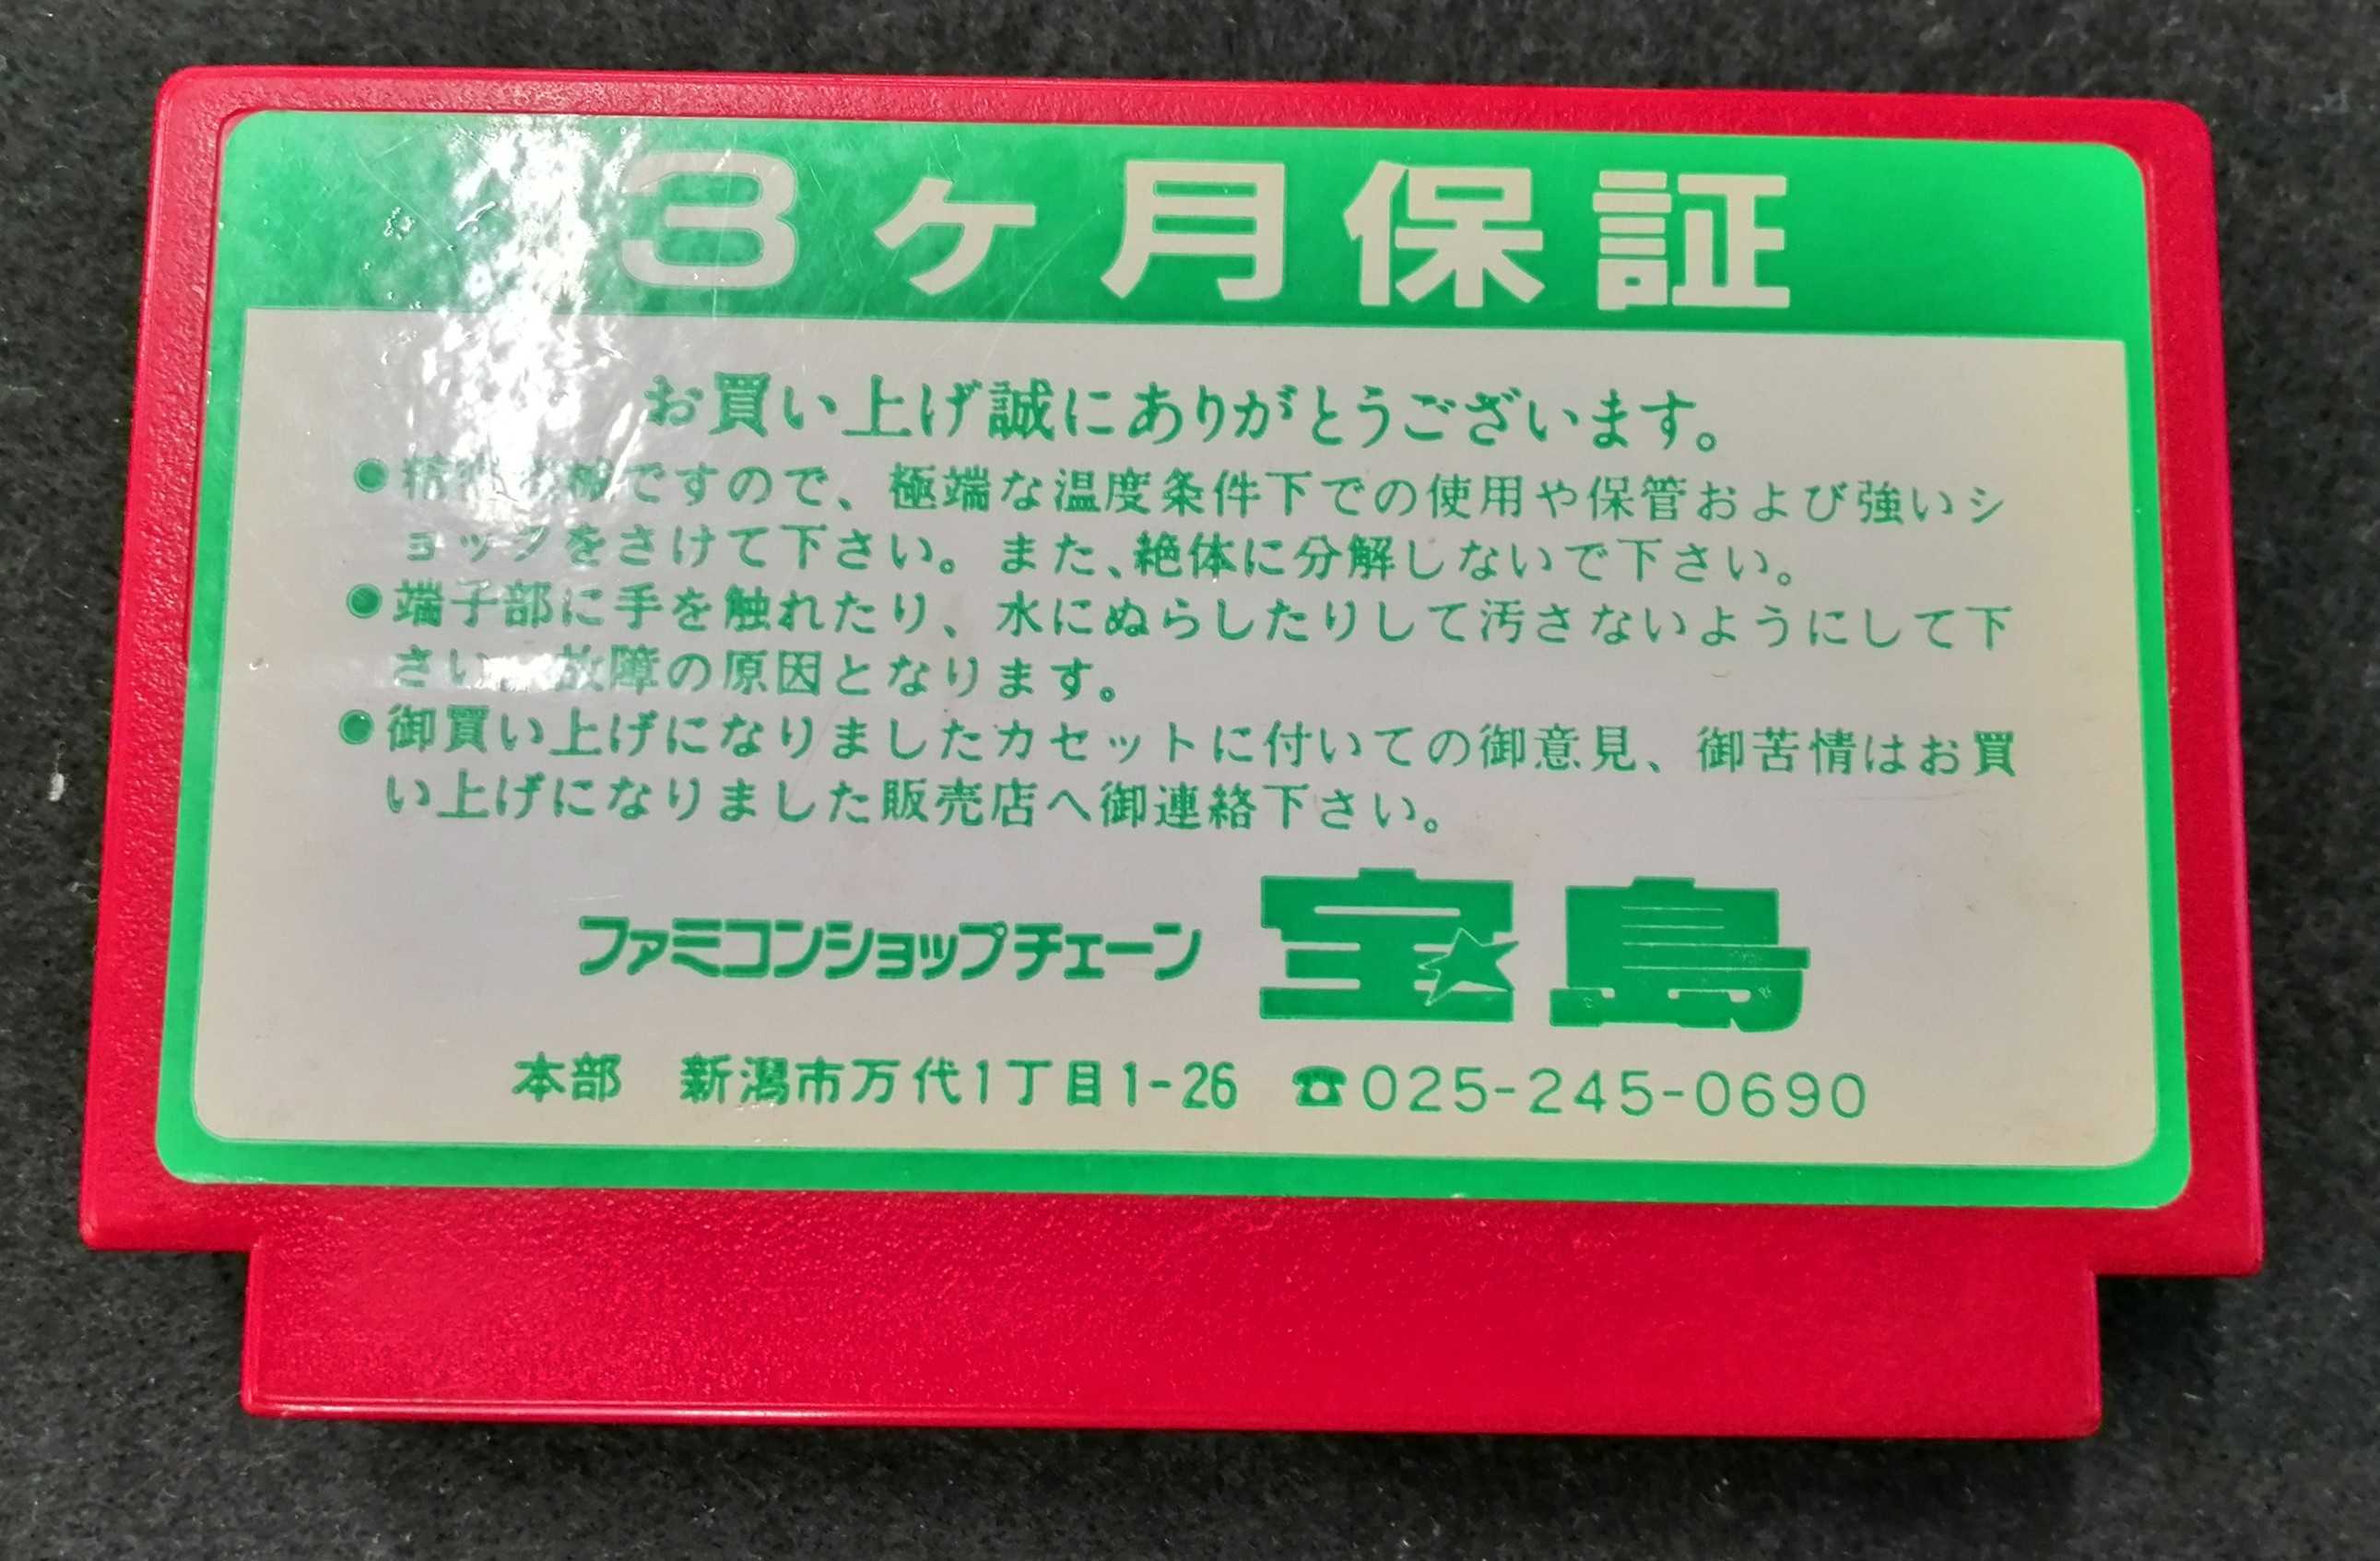 3ヶ月保証
お買い上げ誠にありがとうございます。
●精密機械ですので、極端な温度条件下での使用や保管および強いシ
ョックをさけて下さい。また、絶体に分解しないで下さい。
●端子部に手を触れたり、水にぬらしたりして汚さないようにして下
さい。故障の原因となります。
●御買い上げになりましたカセットに付いての御意見、御苦情はお買
い上げになりました販売店へ御連絡下さい。
ファミコンショップチェーン 宝島
本部 新潟市万代1丁目1-26 ☎025-245-0690